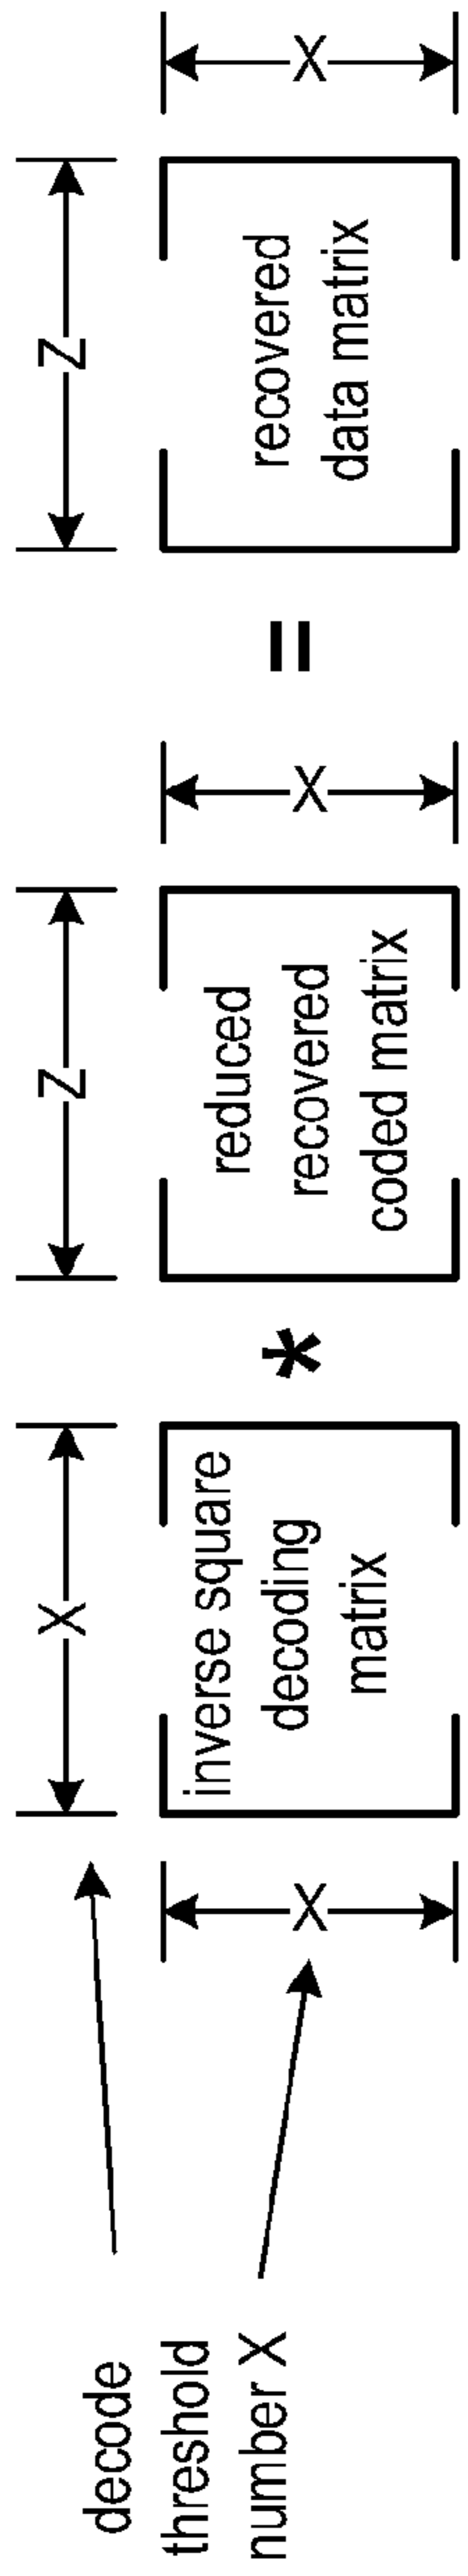 decode
threshold
number X
X
X
inverse square
decoding
matrix
*
Z
reduced
recovered
coded matrix
X
=
Z
recovered
data matrix
X